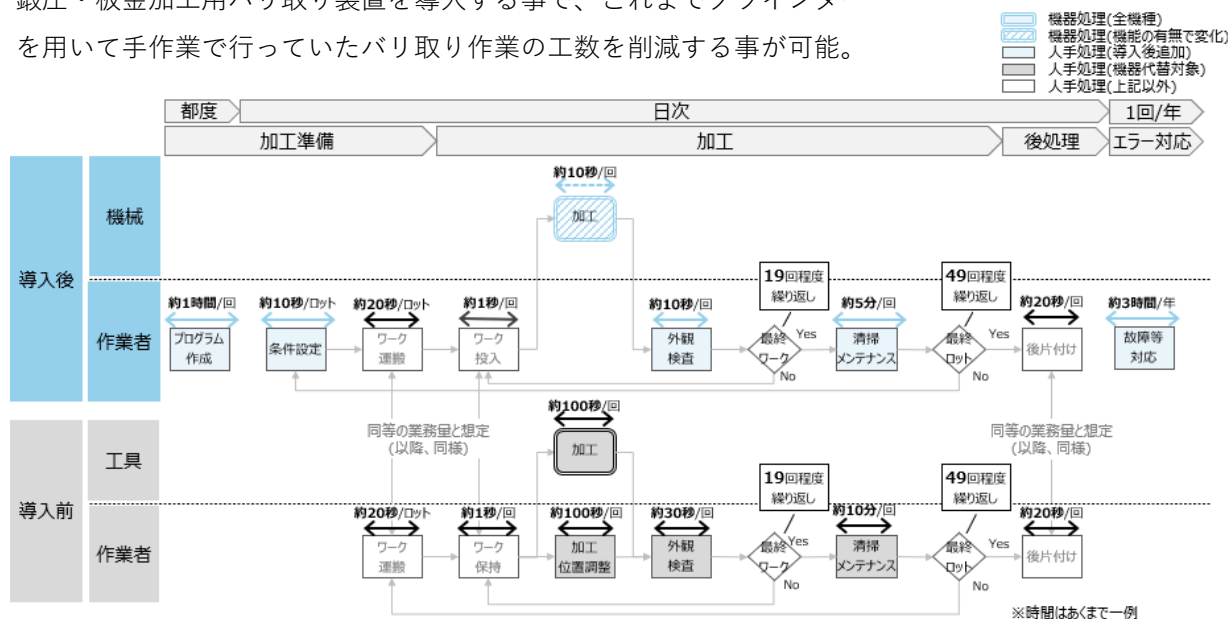 鍛圧・板金加工用バリ取り装置を導入する事で、これまでグラインダー
を用いて手作業で行っていたバリ取り作業の工数を削減する事が可能。
機器処理(全機種)
機器処理(機能の有無で変化)
人手処理(導入後追加)
人手処理(機器代替対象)
人手処理(上記以外)
都度
日次
1回/年
加工準備
加工
後処理
エラー対応
導入後
機械
約10秒/回
加工
作業者
約1時間/回
プログラム
作成
約10秒/ロット
条件設定
約20秒/ロット
ワーク
運搬
約1秒/回
ワーク
投入
約10秒/回
外観
検査
19回程度
繰り返し
最終
ワーク
Yes
No
約5分/回
清掃
メンテナンス
49回程度
繰り返し
最終
ロット
Yes
No
約20秒/回
後片付け
約3時間/年
故障等
対応
同等の業務量と想定
(以降、同様)
同等の業務量と想定
(以降、同様)
導入前
工具
約100秒/回
加工
作業者
約20秒/ロット
ワーク
運搬
約1秒/回
ワーク
保持
約100秒/回
加工
位置調整
約30秒/回
外観
検査
19回程度
繰り返し
最終
ワーク
Yes
No
約10分/回
清掃
メンテナンス
49回程度
繰り返し
最終
ロット
Yes
No
約20秒/回
後片付け
※時間はあくまで一例